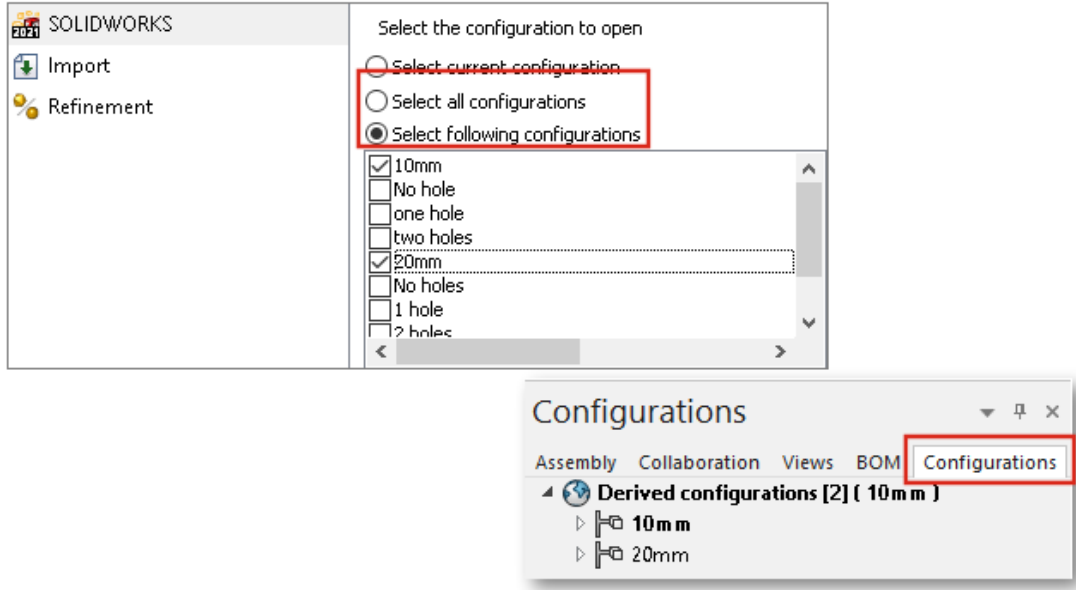 SOLIDWORKS
Import
Refinement
Select the configuration to open
Select current configuration
Select all configurations
Select following configurations
10mm
No hole
one hole
two holes
20mm
No holes
1 hole
2 holes
Configurations
Assembly Collaboration Views BOM Configurations
Derived configurations [2] ( 10mm )
10mm
20mm